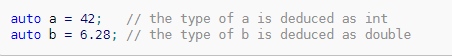 auto a = 42;   // the type of a is deduced as int
auto b = 6.28; // the type of b is deduced as double